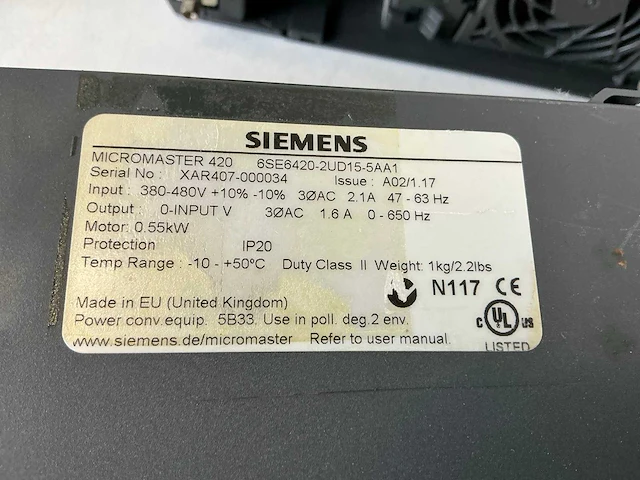 SIEMENS
MICROMASTER 420 6SE6420-2UD15-5AA1
Serial No : XAR407-000034 Issue : A02/1.17
Input : 380-480V +10% -10% 3ØAC 2.1A 47 - 63 Hz
Output : 0-INPUT V 3ØAC 1.6 A 0 - 650 Hz
Motor: 0.55kW
Protection IP20
Temp Range : -10 - +50°C Duty Class II Weight: 1kg/2.2lbs
N117 CE
Made in EU (United Kingdom)
Power conv.equip. 5B33. Use in poll. deg.2 env.
C UL US
www.siemens.de/micromaster Refer to user manual.
LISTED